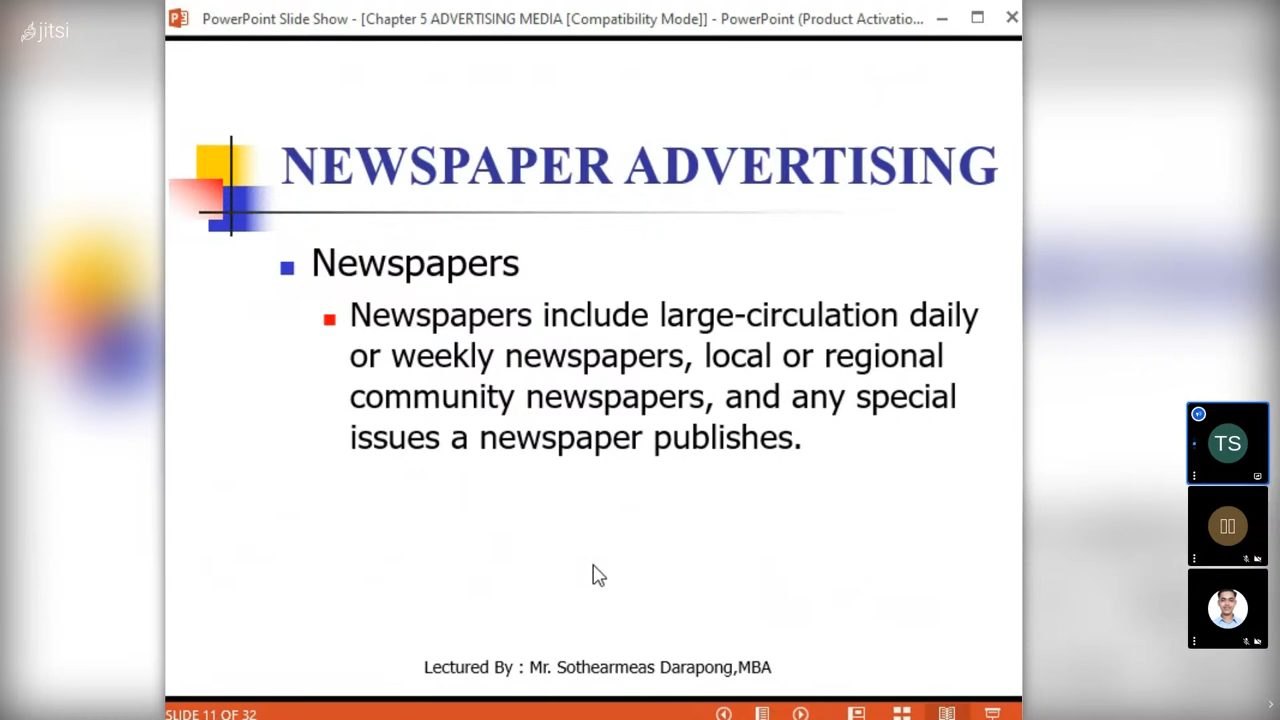 jitsi
PowerPoint Slide Show - [Chapter 5 ADVERTISING MEDIA [Compatibility Mode]] - PowerPoint (Product Activatio...
NEWSPAPER ADVERTISING
Newspapers
Newspapers include large-circulation daily
or weekly newspapers, local or regional
community newspapers, and any special
issues a newspaper publishes.
TS
Lectured By : Mr. Sothearmeas Darapong,MBA
SLIDE 11 OF 32